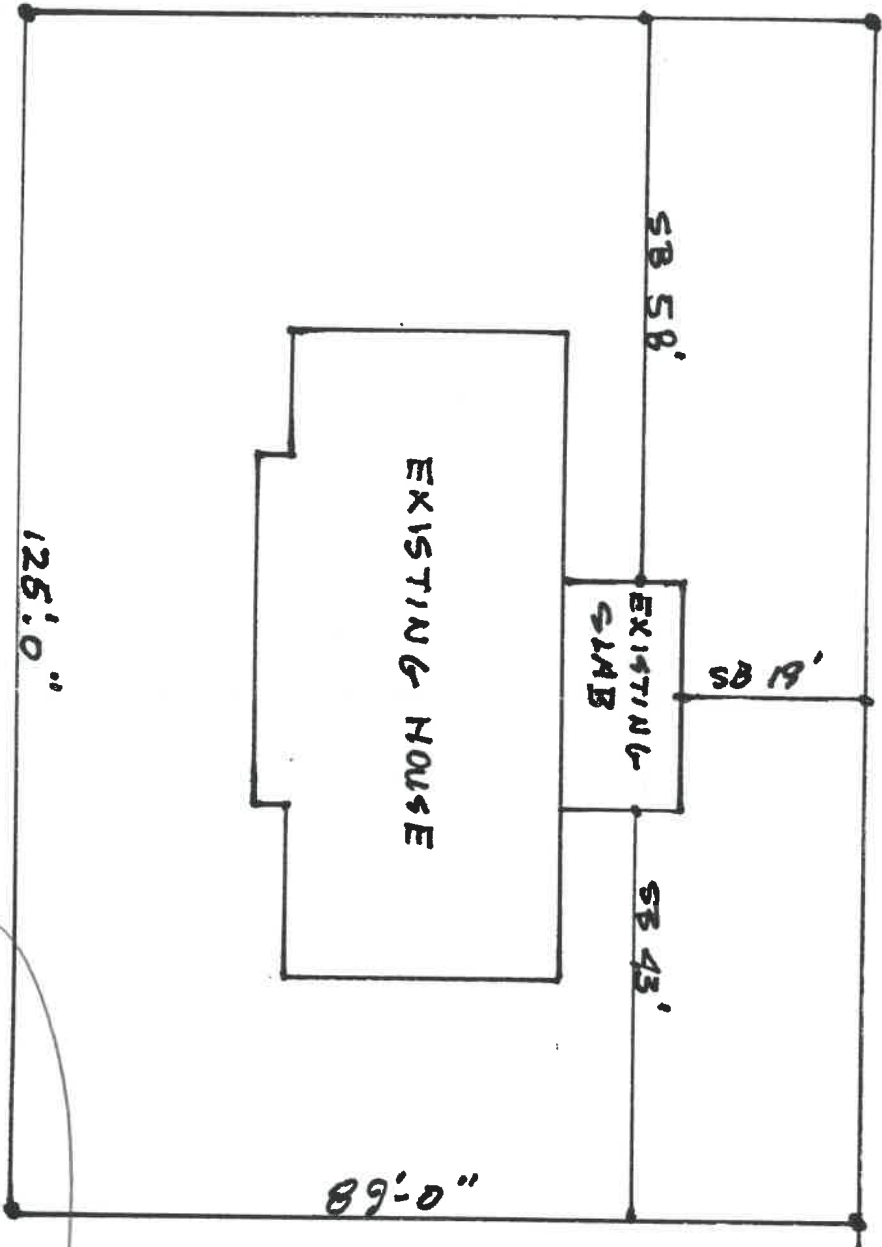 SB 58'
EXISTING
SLAB
SB 19'
SB 43'
EXISTING HOUSE
125'.0"
89'-0"